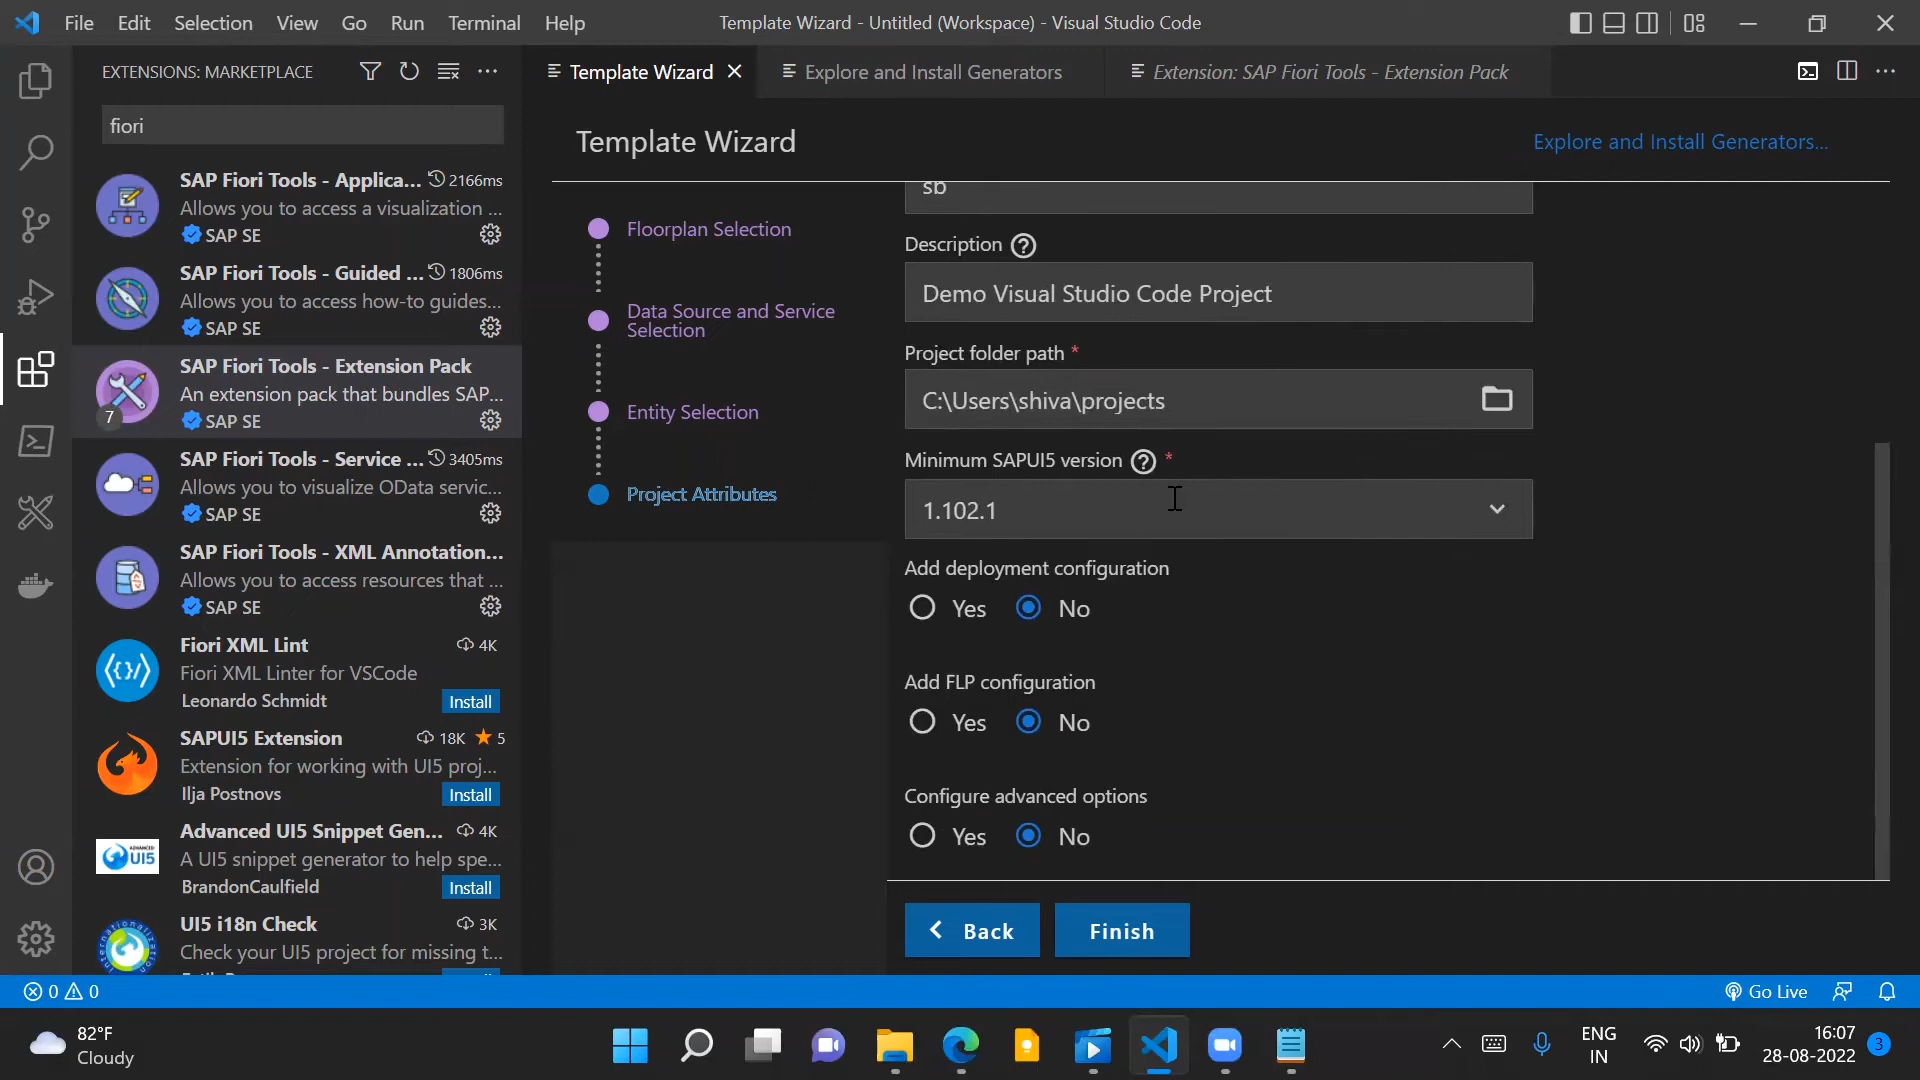 File Edit Selection View Go Run Terminal Help
Template Wizard - Untitled (Workspace) - Visual Studio Code
EXTENSIONS: MARKETPLACE
fiori
SAP Fiori Tools - Applica... 2166ms
Allows you to access a visualization ...
SAP SE
SAP Fiori Tools - Guided ... 1806ms
Allows you to access how-to guides...
SAP SE
SAP Fiori Tools - Extension Pack
An extension pack that bundles SAP...
7
SAP SE
SAP Fiori Tools - Service ... 3405ms
Allows you to visualize OData servic...
SAP SE
SAP Fiori Tools - XML Annotation...
Allows you to access resources that ...
SAP SE
Fiori XML Lint 4K
Fiori XML Linter for VSCode
Leonardo Schmidt Install
SAPUI5 Extension 18K 5
Extension for working with UI5 proj...
Ilja Postnovs Install
Advanced UI5 Snippet Gen... 4K
A UI5 snippet generator to help spe...
BrandonCaulfield Install
UI5 i18n Check 3K
Check your UI5 project for missing t...
Template Wizard
Explore and Install Generators
Extension: SAP Fiori Tools - Extension Pack
Template Wizard
Explore and Install Generators...
Floorplan Selection
Data Source and Service
Selection
Entity Selection
Project Attributes
sb
Description
Demo Visual Studio Code Project
Project folder path *
C:\Users\shiva\projects
Minimum SAPUI5 version *
1.102.1
Add deployment configuration
Yes No
Add FLP configuration
Yes No
Configure advanced options
Yes No
Back Finish
0 0
Go Live
82°F
Cloudy
ENG
IN
16:07
28-08-2022
3